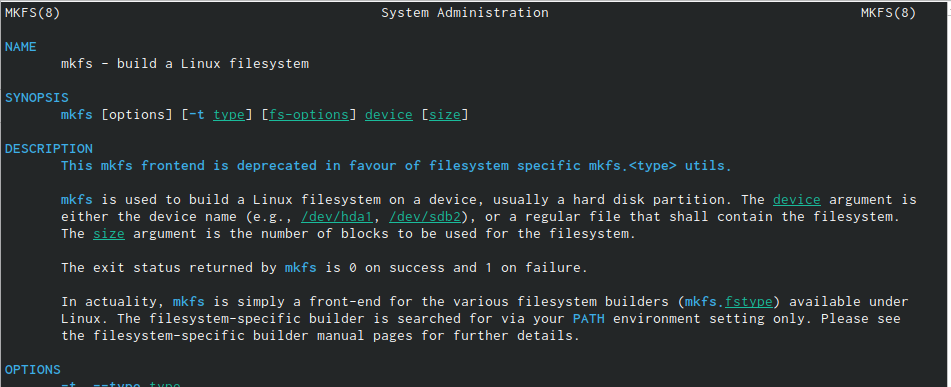 MKFS(8) System Administration MKFS(8)
NAME
mkfs - build a Linux filesystem
SYNOPSIS
mkfs [options] [-t type] [fs-options] device [size]
DESCRIPTION
This mkfs frontend is deprecated in favour of filesystem specific mkfs.<type> utils.
mkfs is used to build a Linux filesystem on a device, usually a hard disk partition. The device argument is
either the device name (e.g., /dev/hda1, /dev/sdb2), or a regular file that shall contain the filesystem.
The size argument is the number of blocks to be used for the filesystem.
The exit status returned by mkfs is 0 on success and 1 on failure.
In actuality, mkfs is simply a front-end for the various filesystem builders (mkfs.fstype) available under
Linux. The filesystem-specific builder is searched for via your PATH environment setting only. Please see
the filesystem-specific builder manual pages for further details.
OPTIONS
-t, --type type